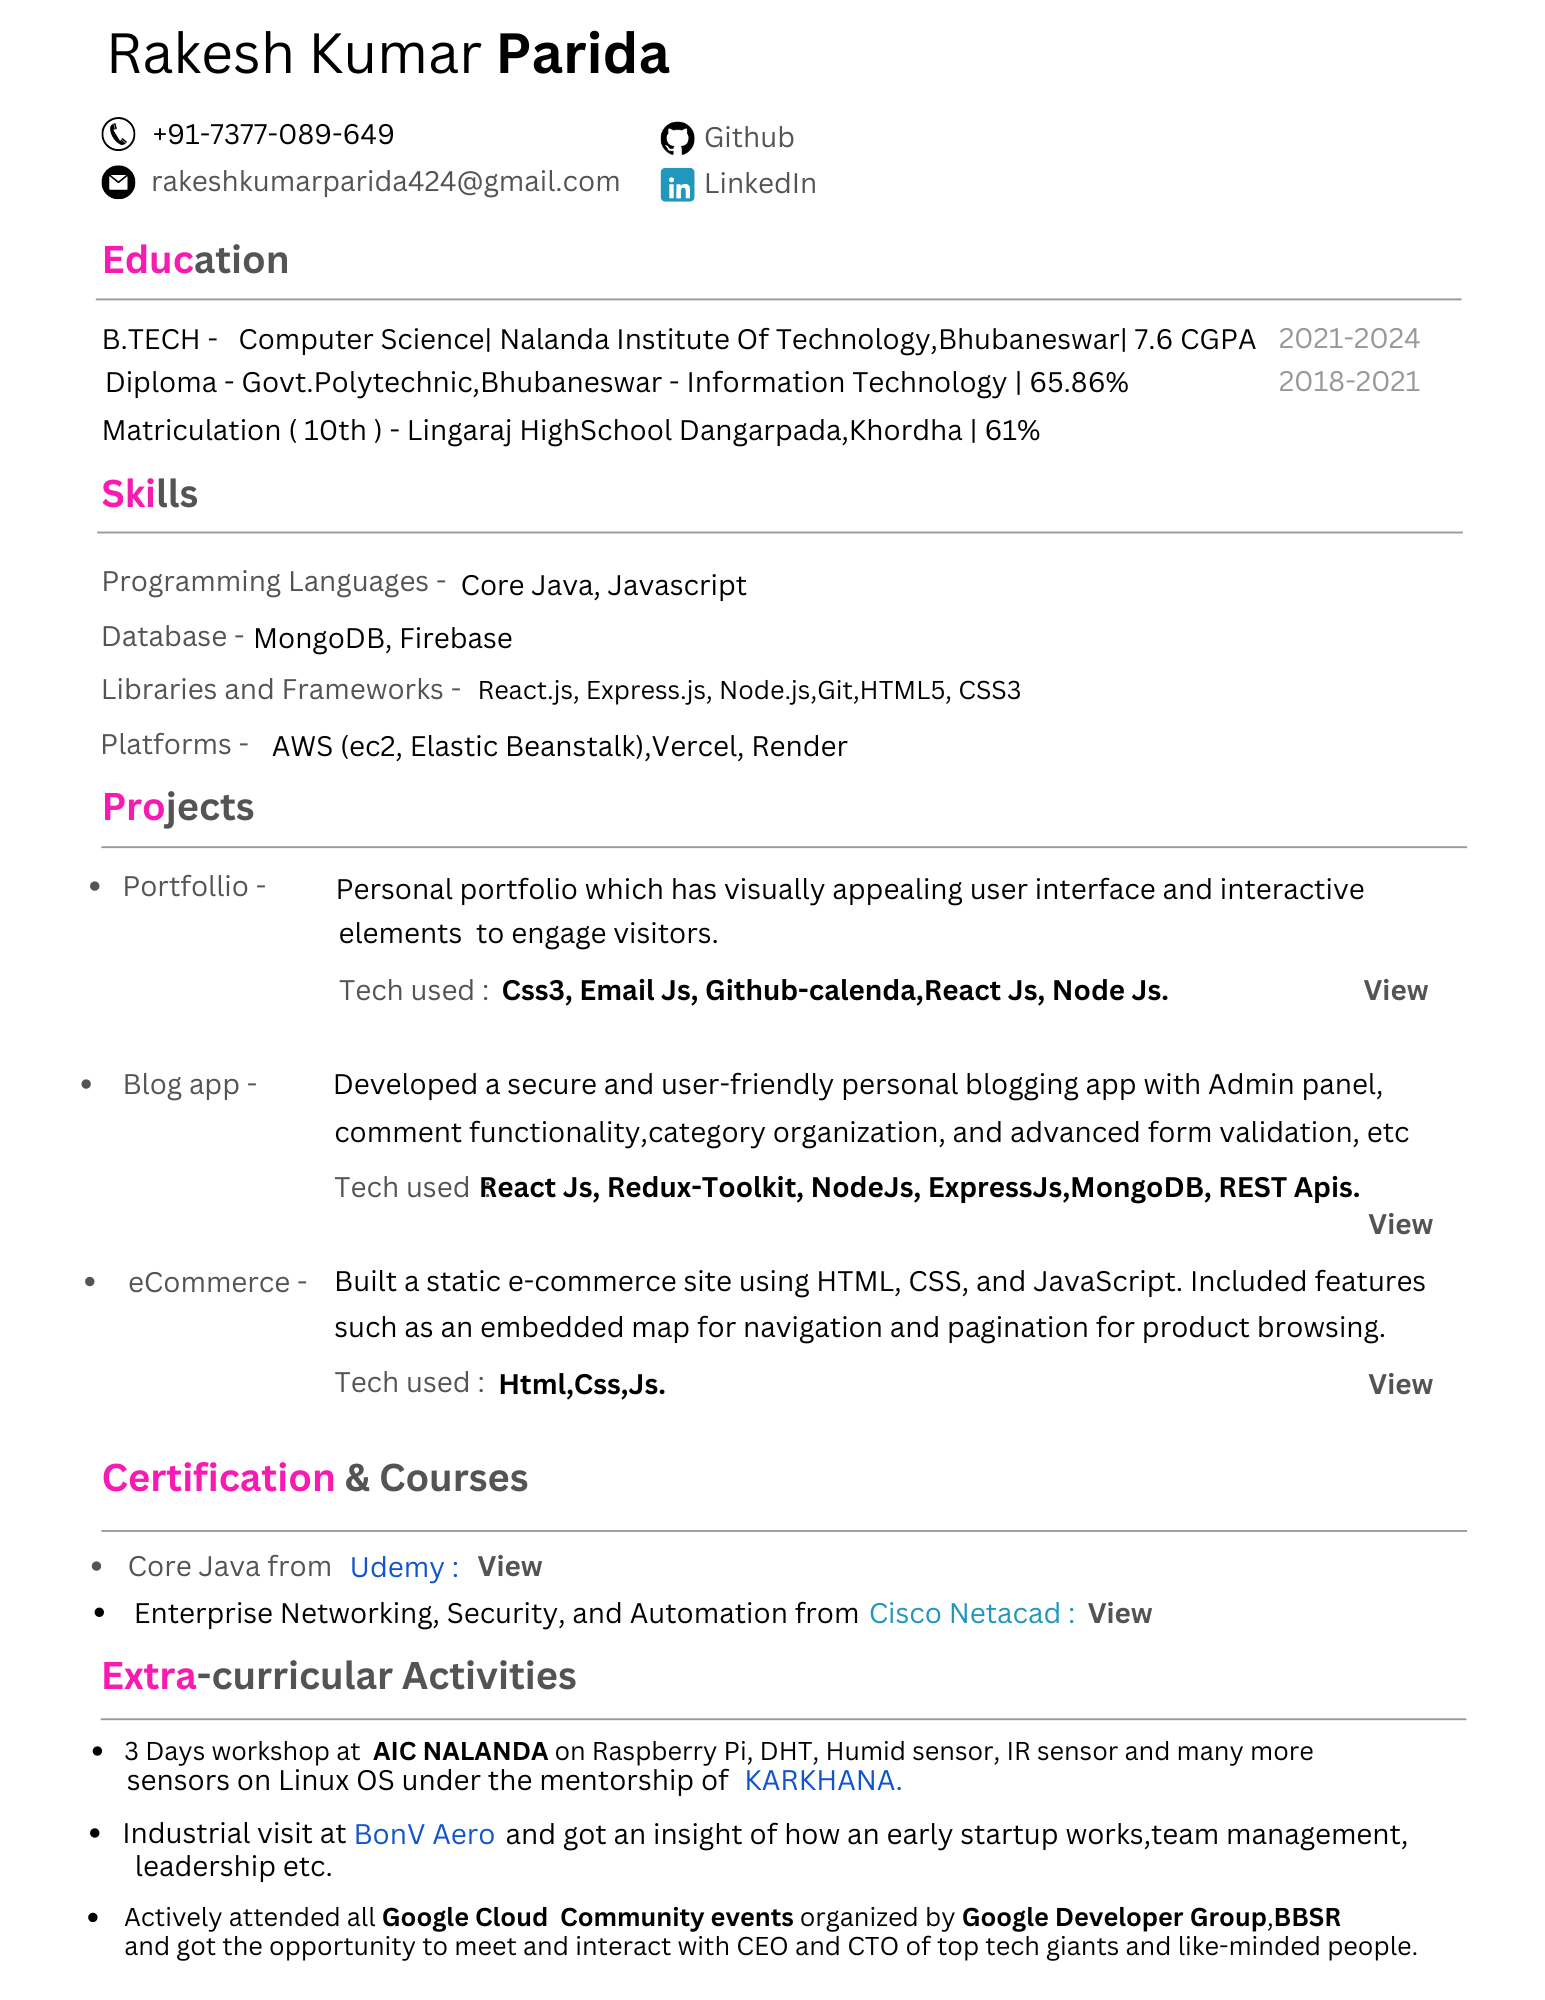 Rakesh Kumar Parida
+91-7377-089-649
Github
rakeshkumarparida424@gmail.com
LinkedIn
Education
B.TECH - Computer Science| Nalanda Institute Of Technology,Bhubaneswar| 7.6 CGPA 2021-2024
Diploma - Govt.Polytechnic,Bhubaneswar - Information Technology | 65.86% 2018-2021
Matriculation ( 10th ) - Lingaraj HighSchool Dangarpada,Khordha | 61%
Skills
Programming Languages - Core Java, Javascript
Database - MongoDB, Firebase
Libraries and Frameworks - React.js, Express.js, Node.js,Git,HTML5, CSS3
Platforms - AWS (ec2, Elastic Beanstalk),Vercel, Render
Projects
• Portfollio - Personal portfolio which has visually appealing user interface and interactive
elements to engage visitors.
Tech used : Css3, Email Js, Github-calenda,React Js, Node Js. View
• Blog app - Developed a secure and user-friendly personal blogging app with Admin panel,
comment functionality,category organization, and advanced form validation, etc
Tech used : React Js, Redux-Toolkit, NodeJs, ExpressJs,MongoDB, REST Apis.
View
• eCommerce - Built a static e-commerce site using HTML, CSS, and JavaScript. Included features
such as an embedded map for navigation and pagination for product browsing.
Tech used : Html,Css,Js. View
Certification & Courses
• Core Java from Udemy : View
• Enterprise Networking, Security, and Automation from Cisco Netacad : View
Extra-curricular Activities
• 3 Days workshop at AIC NALANDA on Raspberry Pi, DHT, Humid sensor, IR sensor and many more
sensors on Linux OS under the mentorship of KARKHANA.
• Industrial visit at BonV Aero and got an insight of how an early startup works,team management,
leadership etc.
• Actively attended all Google Cloud Community events organized by Google Developer Group,BBSR
and got the opportunity to meet and interact with CEO and CTO of top tech giants and like-minded people.